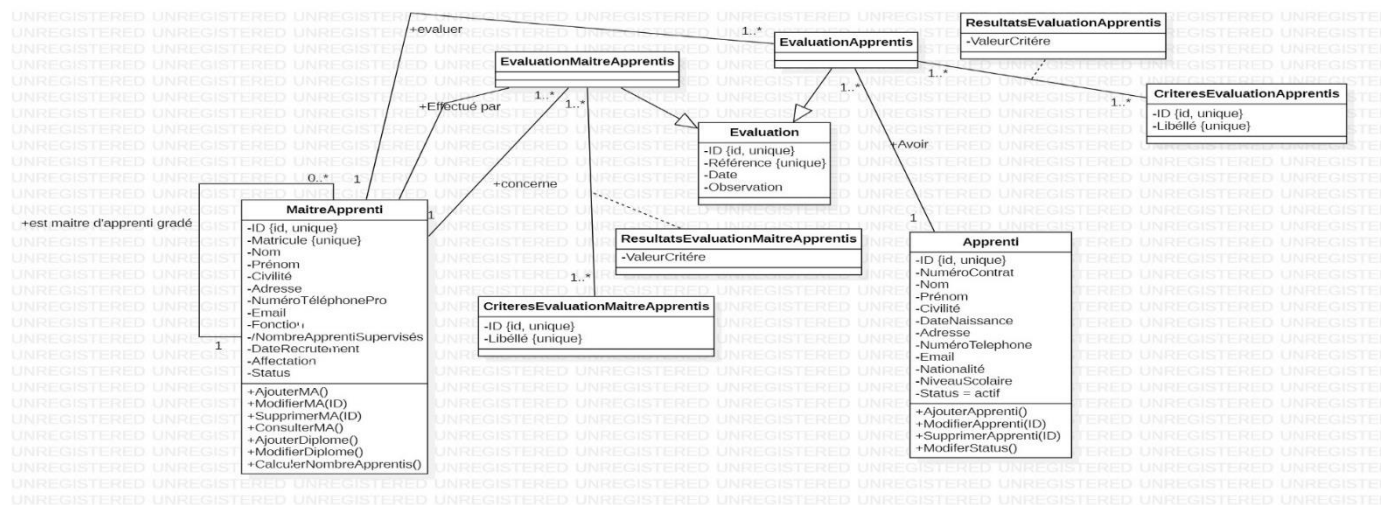 +evaluer
1..*
EvaluationApprentis
ResultatsEvaluationApprentis
-ValeurCritére
EvaluationMaitreApprentis
1..*
1..*
1..*
1..*
1..*
CriteresEvaluationApprentis
-ID {id, unique}
-Libéllé {unique}
+Effectué par
Evaluation
-ID {id, unique}
-Référence {unique}
-Date
-Observation
+Avoir
0..*
1
+concerne
+est maitre d'apprenti gradé
1
MaitreApprenti
-ID {id, unique}
-Matricule {unique}
-Nom
-Prénom
-Civilité
-Adresse
-NuméroTéléphonePro
-Email
-Fonction
-/NombreApprentiSupervisés
-DateRecrutement
-Affectation
-Status
+AjouterMA()
+ModifierMA(ID)
+SupprimerMA(ID)
+ConsulterMA()
+AjouterDiplome()
+ModifierDiplome()
+CalculerNombreApprentis()
1
ResultatsEvaluationMaitreApprentis
-ValeurCritére
1..*
CriteresEvaluationMaitreApprentis
-ID {id, unique}
-Libéllé {unique}
1
Apprenti
-ID {id, unique}
-NuméroContrat
-Nom
-Prénom
-Civilité
-DateNaissance
-Adresse
-NuméroTelephone
-Email
-Nationalité
-NiveauScolaire
-Status = actif
+AjouterApprenti()
+ModifierApprenti(ID)
+SupprimerApprenti(ID)
+ModiferStatus()